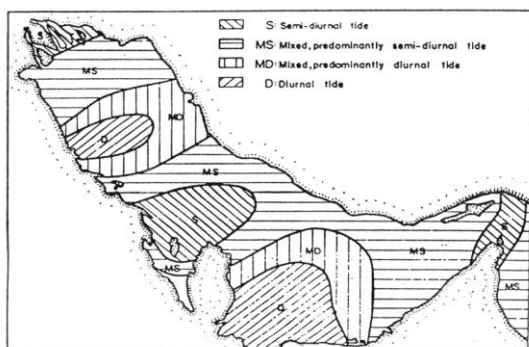 S: Semi-diurnal tide
MS: Mixed, predominantly semi-diurnal tide
MD: Mixed, predominantly diurnal tide
D: Diurnal tide
S
MS
MD
D
MS
S
MS
MD
D
MS
S
MS